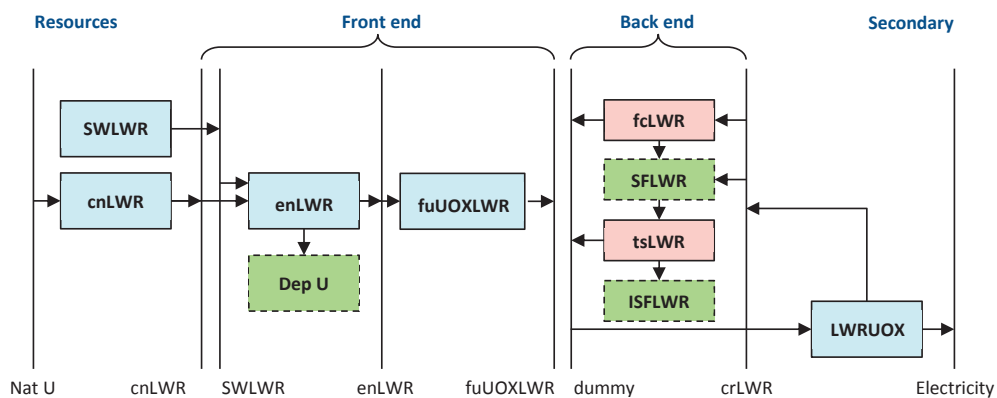 Resources
Front end
Back end
Secondary
SWLWR
fcLWR
cnLWR
enLWR
fuUOXLWR
SFLWR
tsLWR
Dep U
ISFLWR
LWRUOX
Nat U
cnLWR
SWLWR
enLWR
fuUOXLWR
dummy
crLWR
Electricity